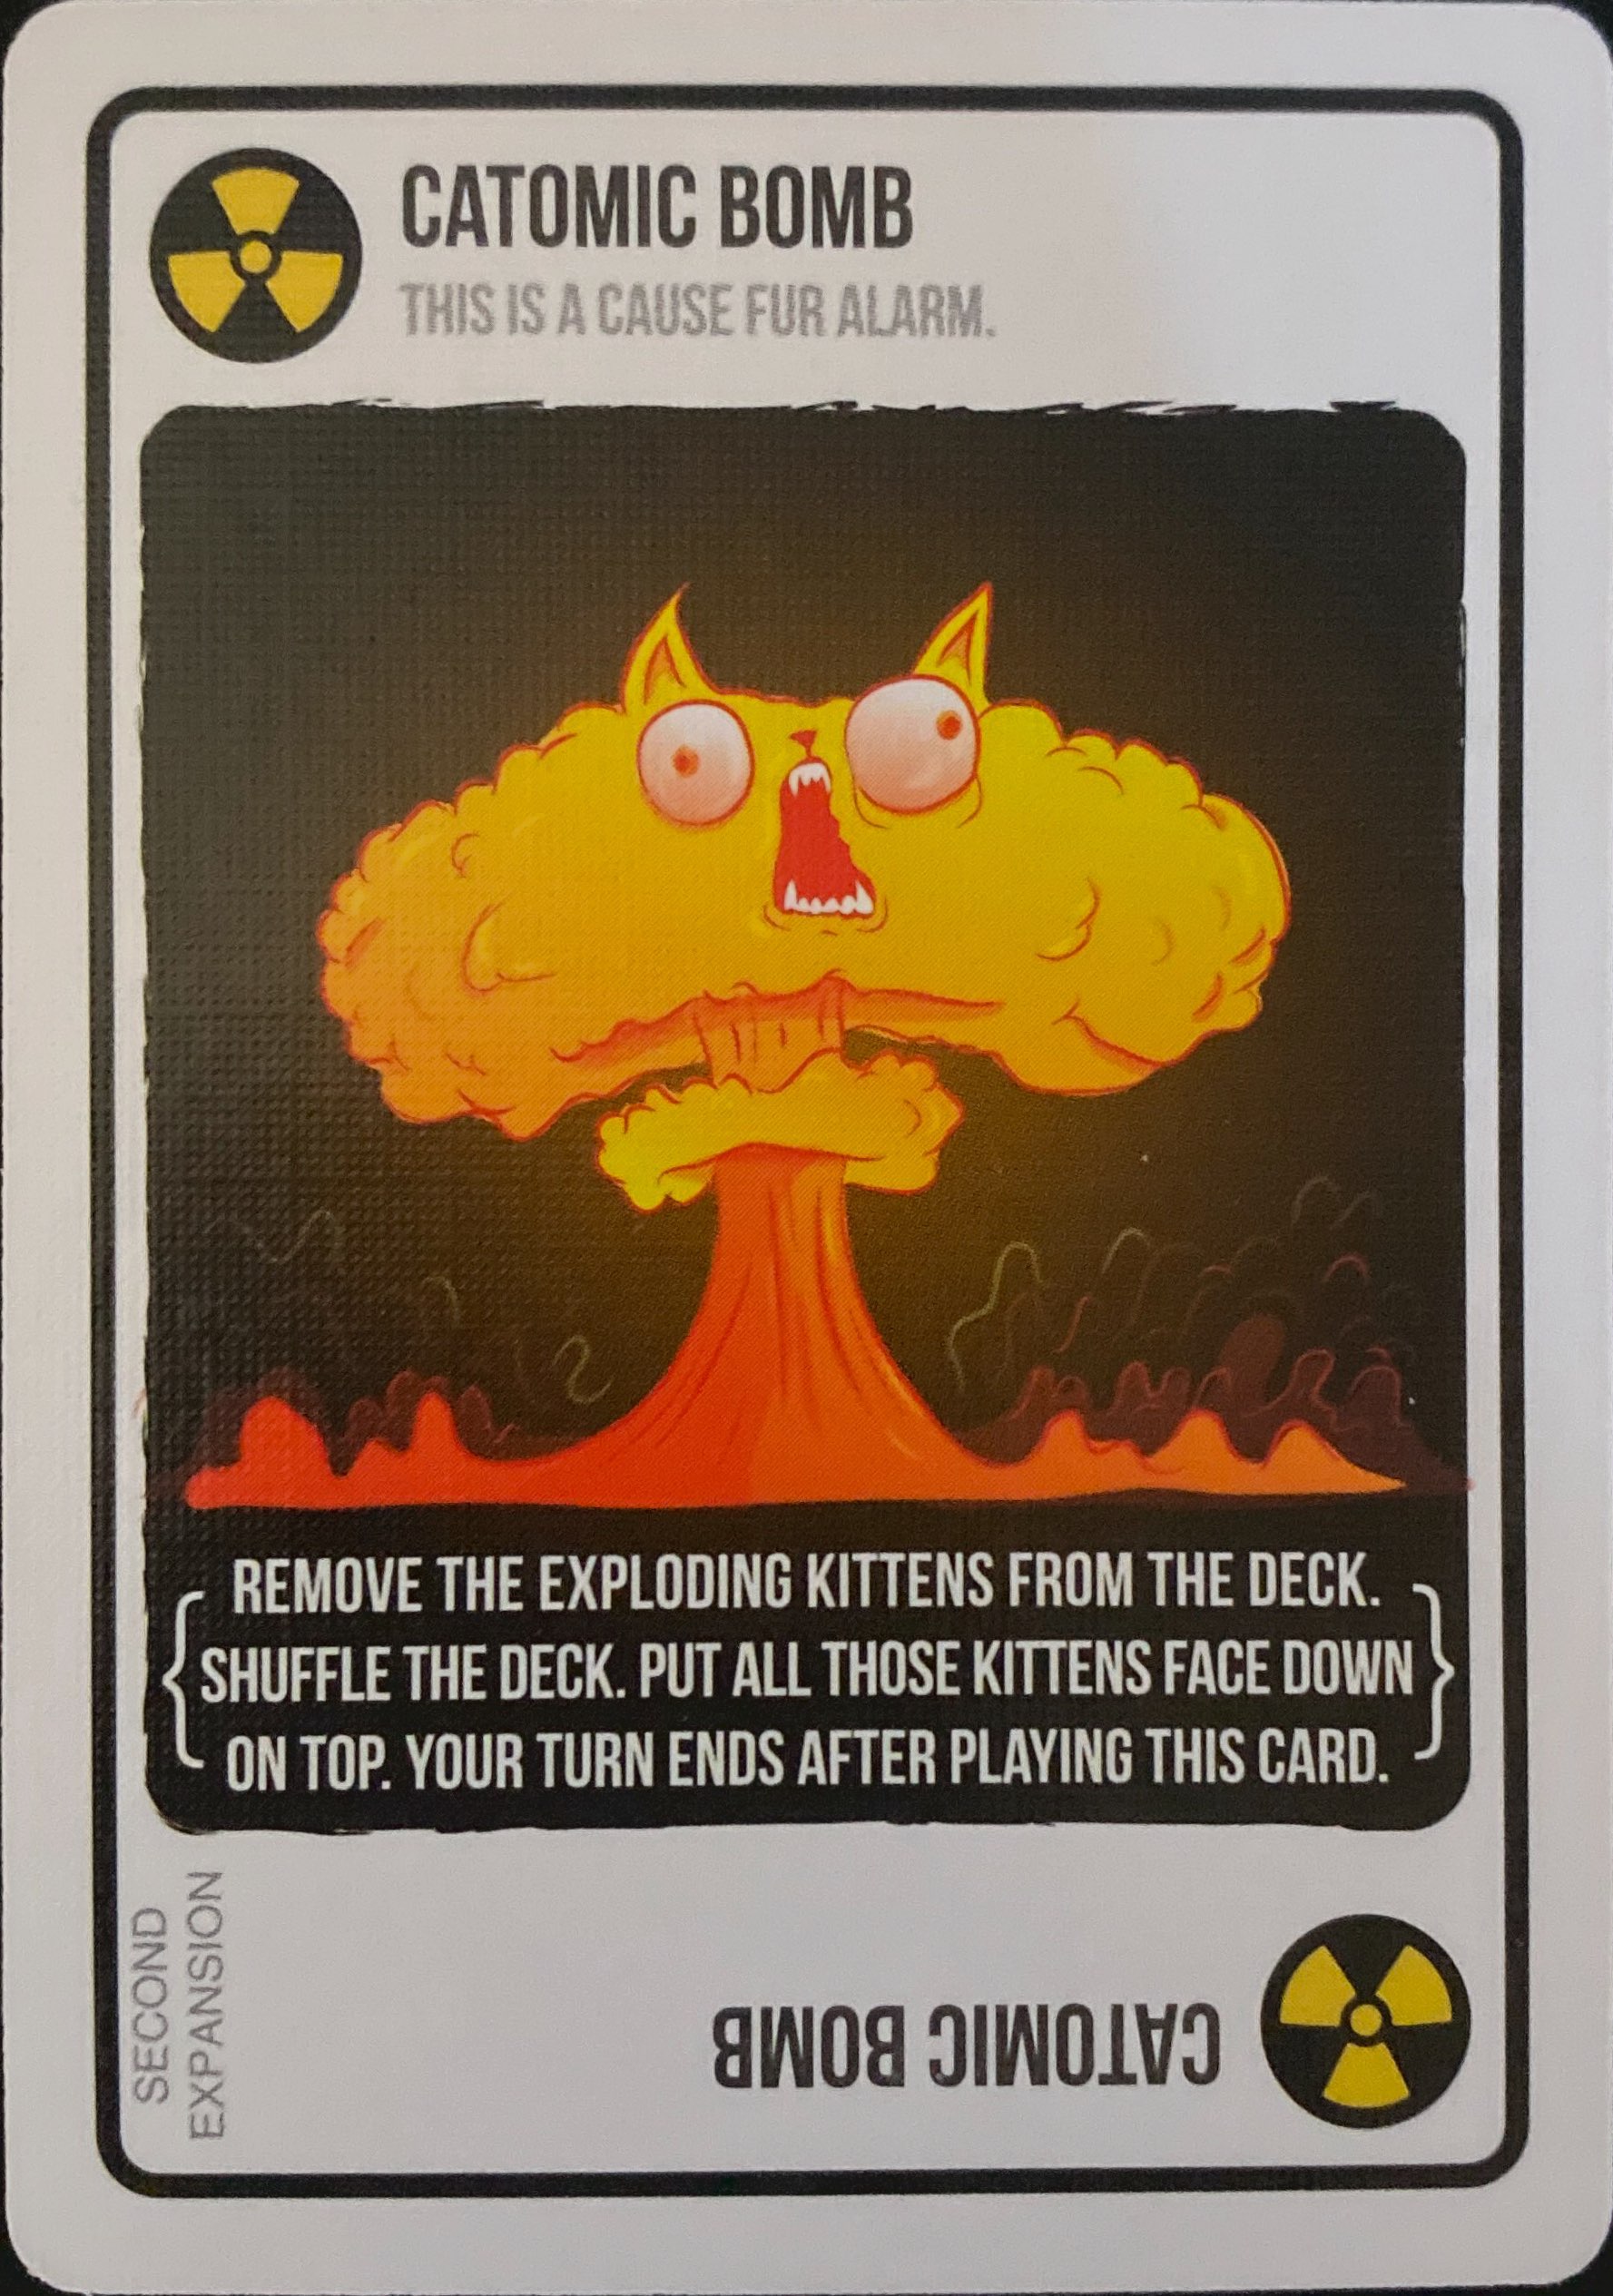 CATOMIC BOMB
THIS IS A CAUSE FUR ALARM.
REMOVE THE EXPLODING KITTENS FROM THE DECK.
SHUFFLE THE DECK. PUT ALL THOSE KITTENS FACE DOWN
ON TOP. YOUR TURN ENDS AFTER PLAYING THIS CARD.
SECOND
EXPANSION
CATOMIC BOMB